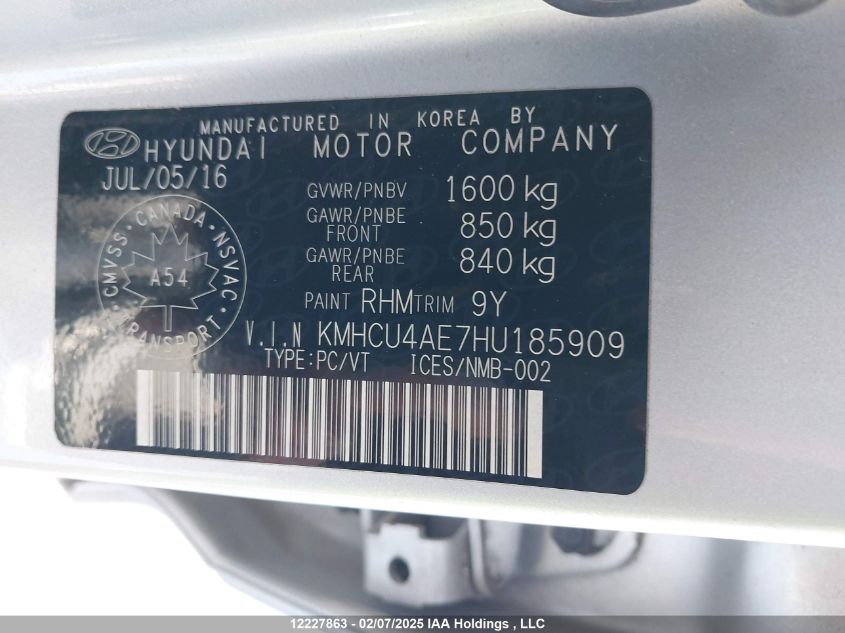 MANUFACTURED IN KOREA BY
HYUNDAI MOTOR COMPANY
JUL/05/16
GVWR/PNBV 1600 kg
GAWR/PNBE FRONT 850 kg
GAWR/PNBE REAR 840 kg
CMVSS · CANADA · NSVAC
A54
TRANSPORT
PAINT RHM TRIM 9Y
V.I.N KMHCU4AE7HU185909
TYPE:PC/VT ICES/NMB-002
12227863 - 02/07/2025 IAA Holdings , LLC